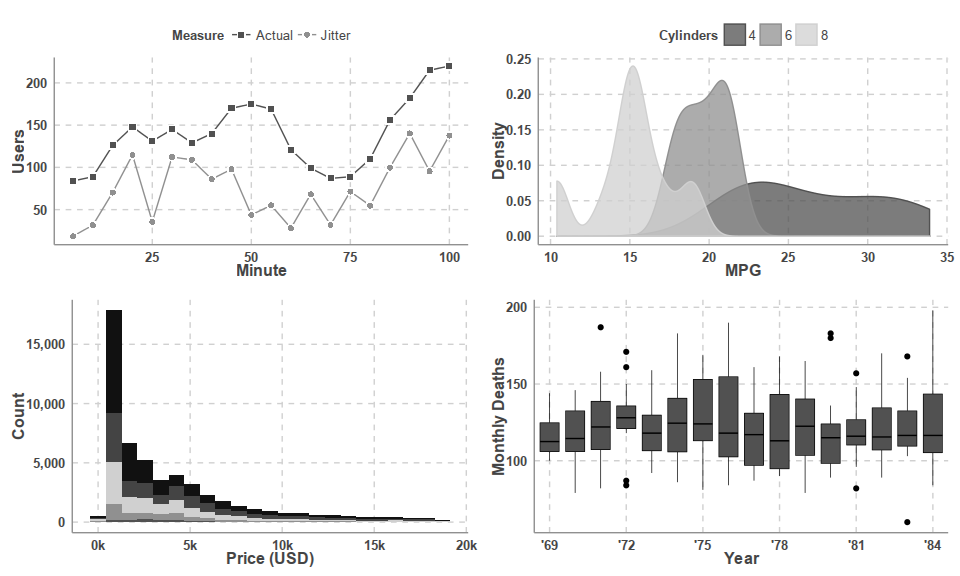 Measure Actual Jitter
Users
200
150
100
50
25 50 75 100
Minute
Cylinders 4 6 8
Density
0.25
0.20
0.15
0.10
0.05
0.00
10 15 20 25 30 35
MPG
Count
15,000
10,000
5,000
0
0k 5k 10k 15k 20k
Price (USD)
Monthly Deaths
200
150
100
'69 '72 '75 '78 '81 '84
Year